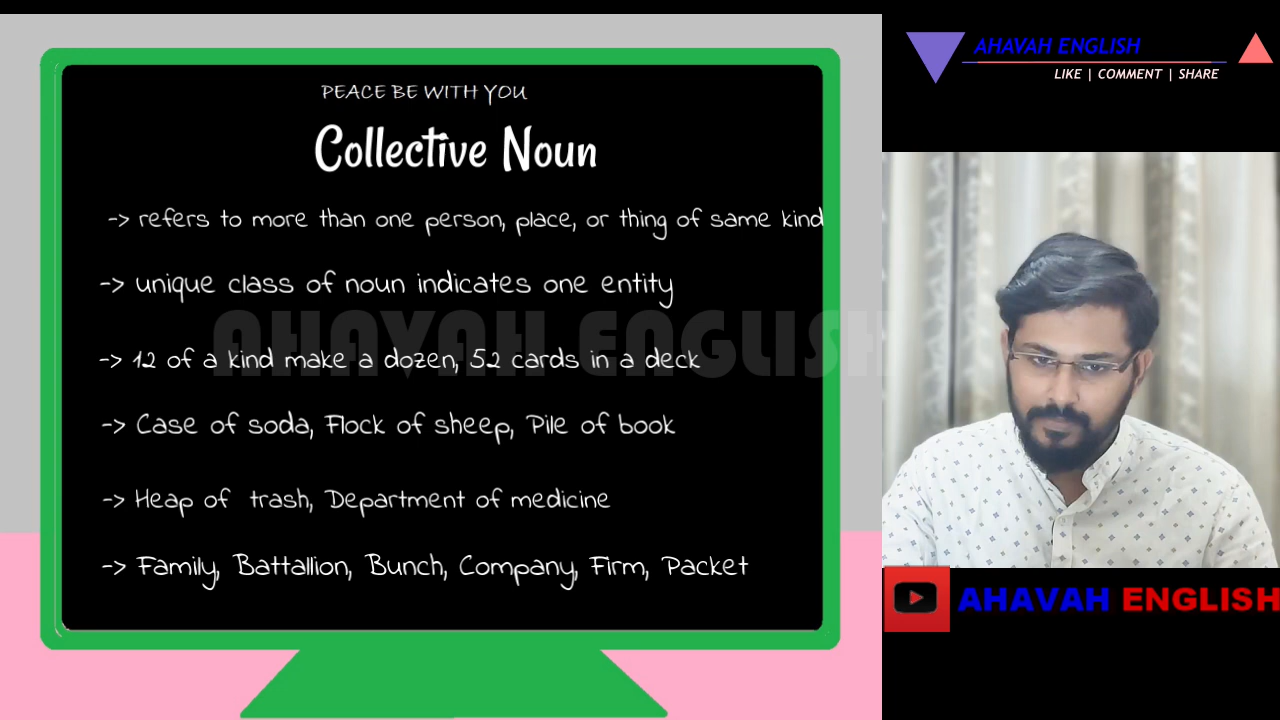 PEACE BE WITH YOU
Collective Noun
-> refers to more than one person, place, or thing of same kind
-> unique class of noun indicates one entity
-> 12 of a kind make a dozen, 52 cards in a deck
-> Case of soda, Flock of sheep, Pile of book
-> Heap of trash, Department of medicine
-> Family, Battallion, Bunch, Company, Firm, Packet
AHAVAH ENGLISH
AHAVAH ENGLISH
LIKE | COMMENT | SHARE
AHAVAH ENGLISH